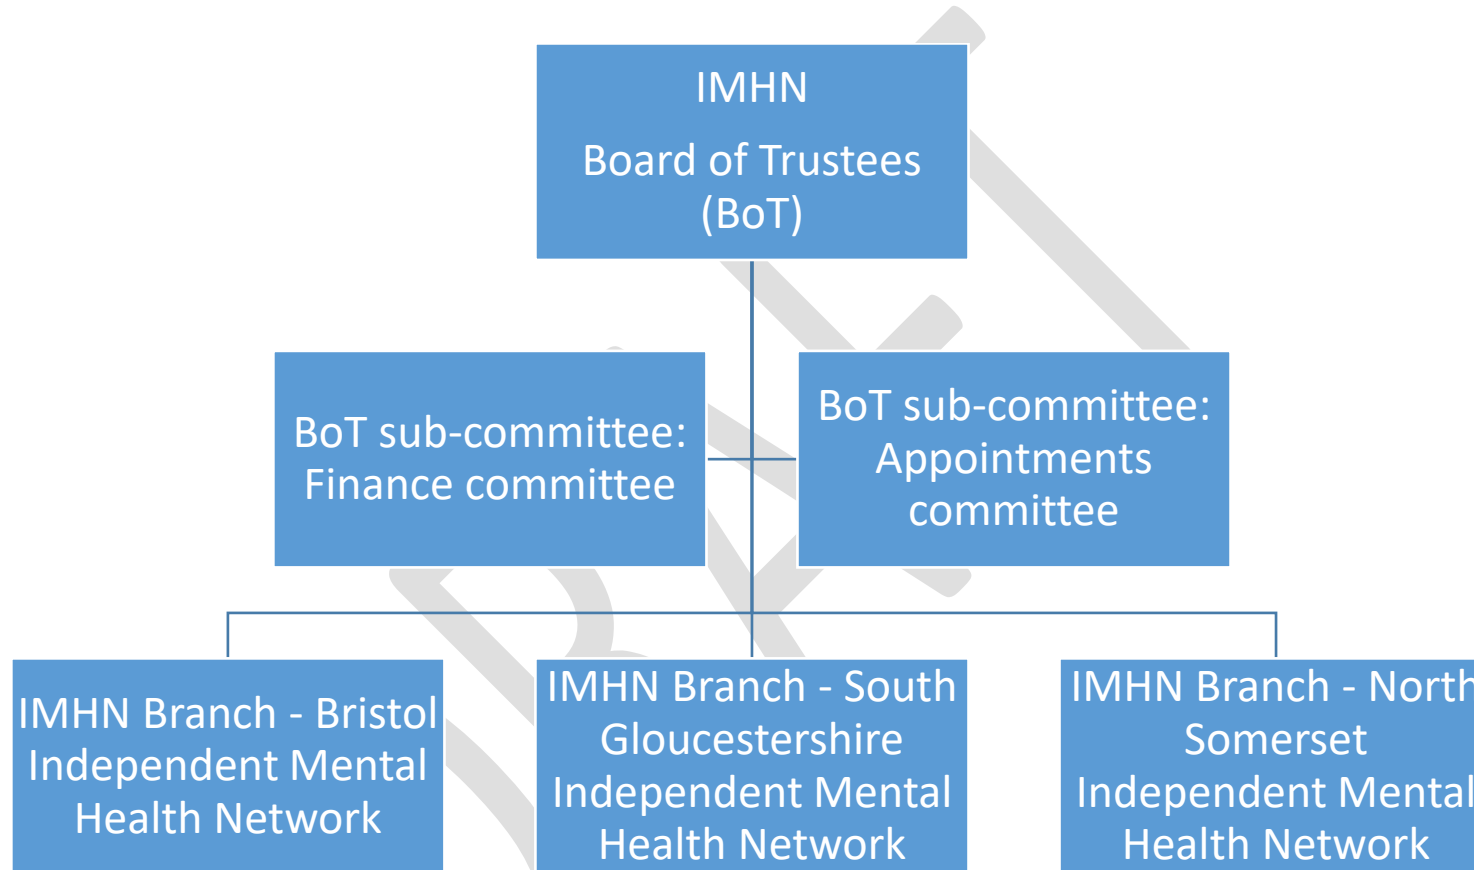 IMHN
Board of Trustees
(BoT)
BoT sub-committee:
Finance committee
BoT sub-committee:
Appointments
committee
IMHN Branch - Bristol
Independent Mental
Health Network
IMHN Branch - South
Gloucestershire
Independent Mental
Health Network
IMHN Branch - North
Somerset
Independent Mental
Health Network